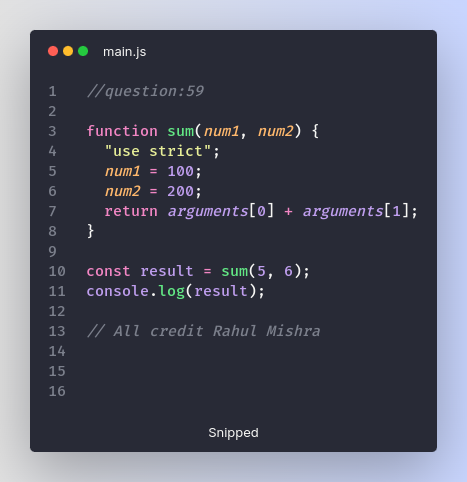 main.js
1 //question:59
2
3 function sum(num1, num2) {
4 "use strict";
5 num1 = 100;
6 num2 = 200;
7 return arguments[0] + arguments[1];
8 }
9
10 const result = sum(5, 6);
11 console.log(result);
12
13 // All credit Rahul Mishra
14
15
16
Snipped